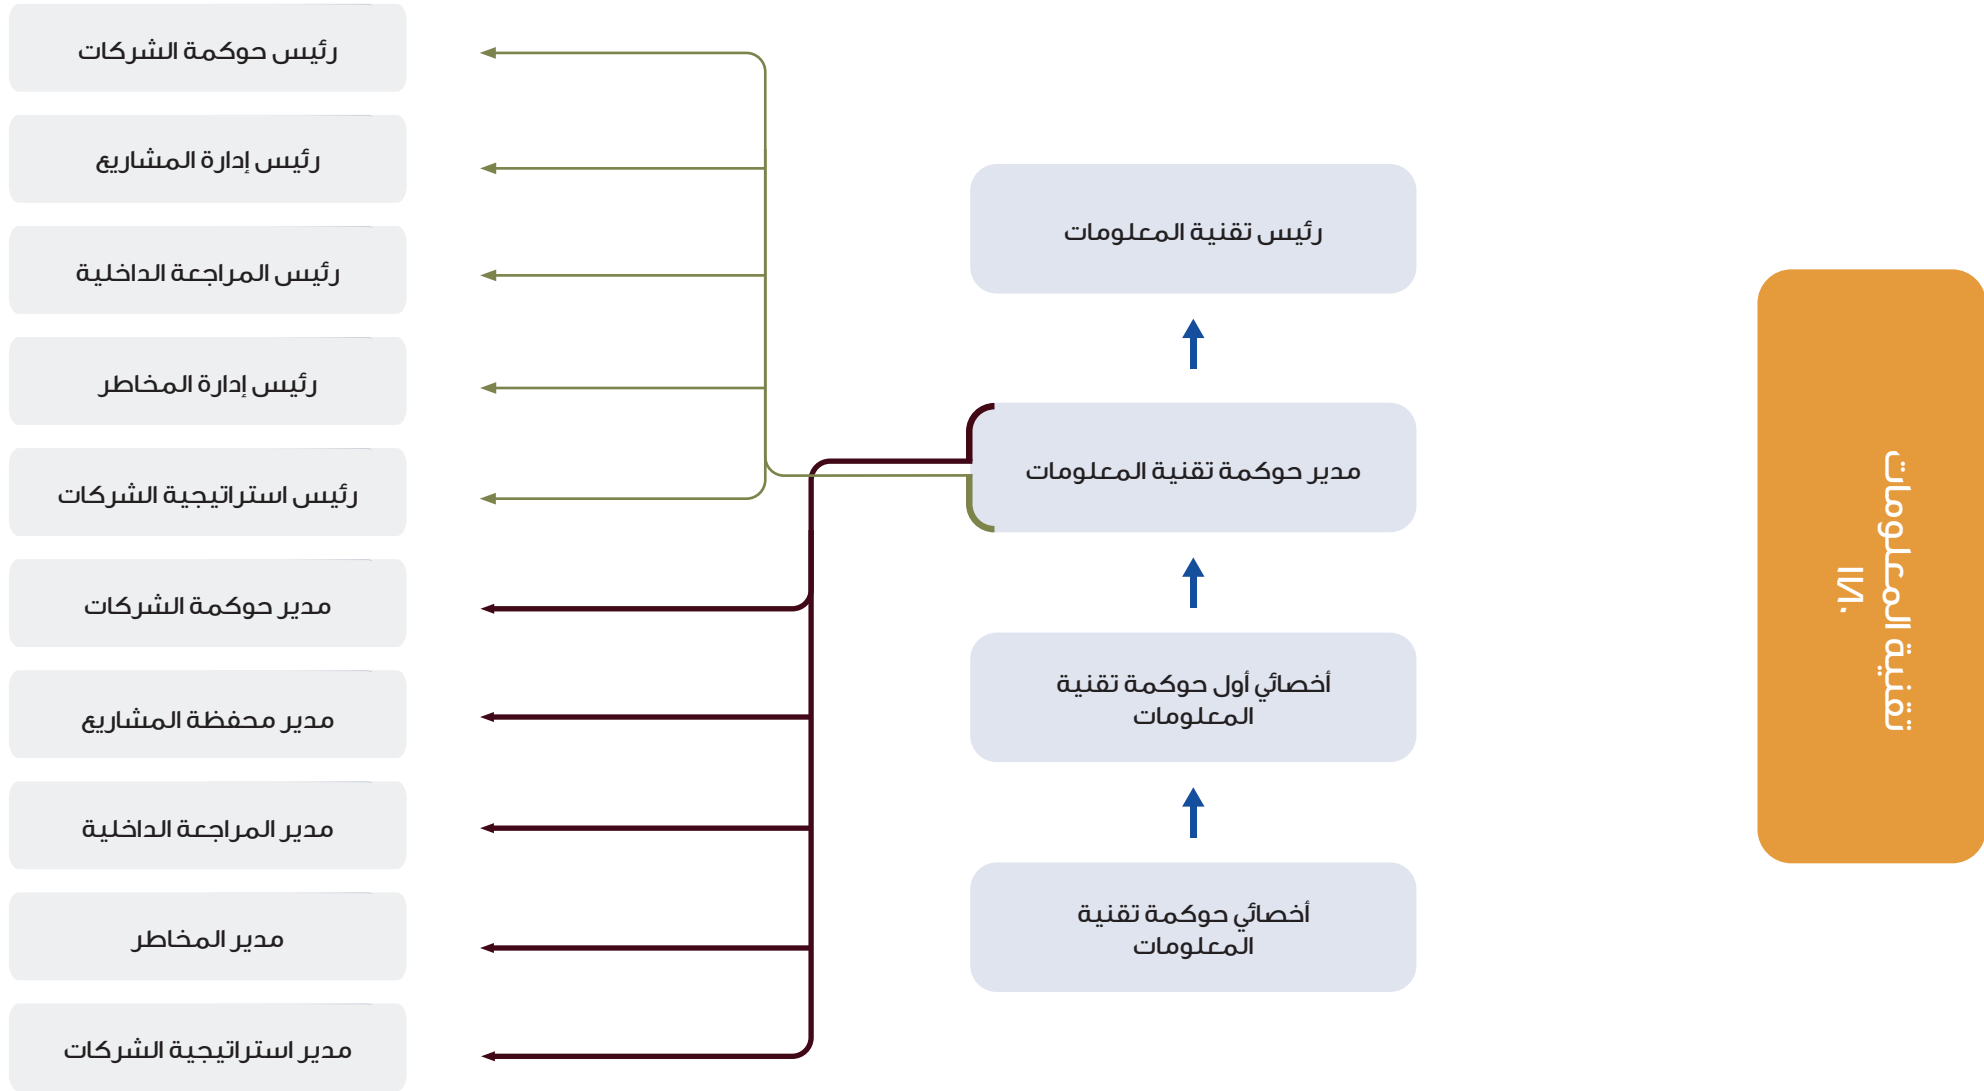 تقنية المعلومات
رئيس تقنية المعلومات
مدير حوكمة تقنية المعلومات
أخصائي أول حوكمة تقنية
المعلومات
أخصائي حوكمة تقنية
المعلومات
رئيس حوكمة الشركات
رئيس إدارة المشاريع
رئيس المراجعة الداخلية
رئيس إدارة المخاطر
رئيس استراتيجية الشركات
مدير حوكمة الشركات
مدير محفظة المشاريع
مدير المراجعة الداخلية
مدير المخاطر
مدير استراتيجية الشركات